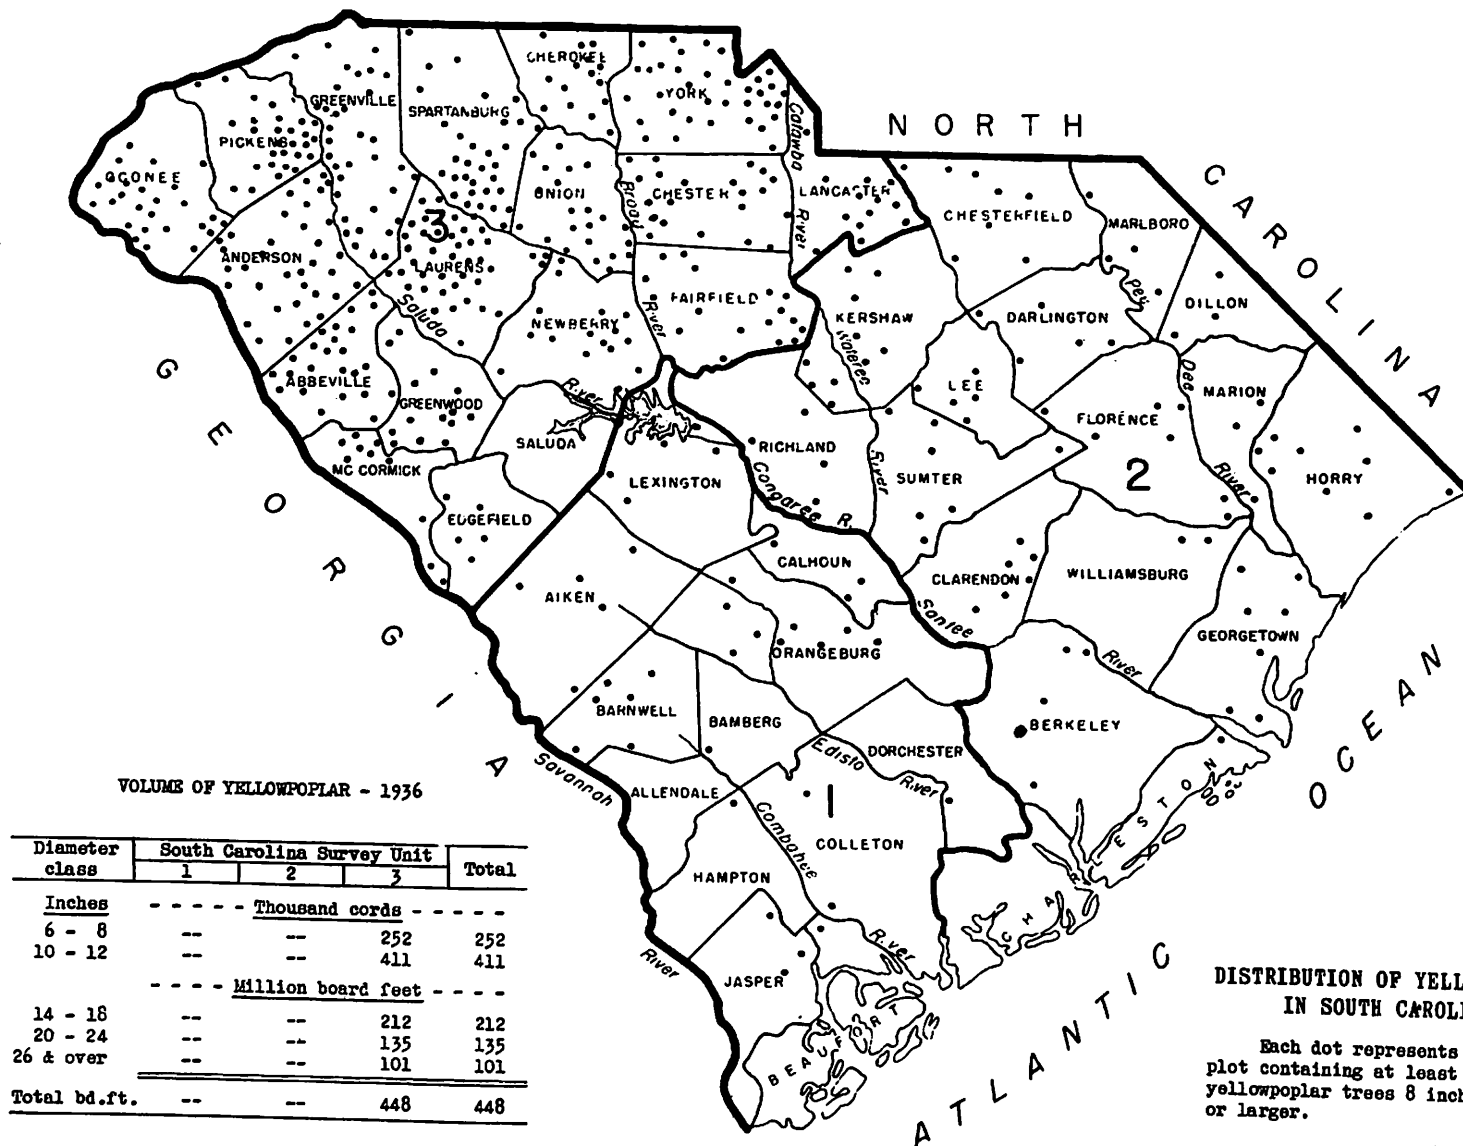 NORTH
CAROLINA
GEORGIA
ATLANTIC
OCEAN
CHEROKEE
YORK
GREENVILLE
SPARTANBURG
PICKENS
OCONEE
UNION
CHESTER
LANCASTER
CHESTERFIELD
MARLBORO
Catawba
River
Broad
River
3
ANDERSON
LAURENS
Saluda
River
NEWBERRY
FAIRFIELD
KERSHAW
Wateree
River
DARLINGTON
Pee
Dee
River
DILLON
ABBEVILLE
GREENWOOD
LEE
MARION
FLORENCE
SALUDA
MC CORMICK
RICHLAND
LEXINGTON
Congaree R.
SUMTER
2
HORRY
EDGEFIELD
CALHOUN
CLARENDON
WILLIAMSBURG
AIKEN
Santee
River
GEORGETOWN
ORANGEBURG
BARNWELL
BAMBERG
BERKELEY
DORCHESTER
Edisto
River
Savannah
River
ALLENDALE
1
COLLETON
Combahee
River
HAMPTON
CHARLESTON
JASPER
BEAUFORT
VOLUME OF YELLOWPOPLAR - 1936
Diameter class South Carolina Survey Unit Total
1 2 3
Inches - - - - - Thousand cords - - - - -
6 - 8 -- -- 252 252
10 - 12 -- -- 411 411
- - - - Million board feet - - - -
14 - 18 -- -- 212 212
20 - 24 -- -- 135 135
26 & over -- -- 101 101
Total bd.ft. -- -- 448 448
DISTRIBUTION OF YELL
IN SOUTH CAROLI
Each dot represents
plot containing at least
yellowpoplar trees 8 inch
or larger.